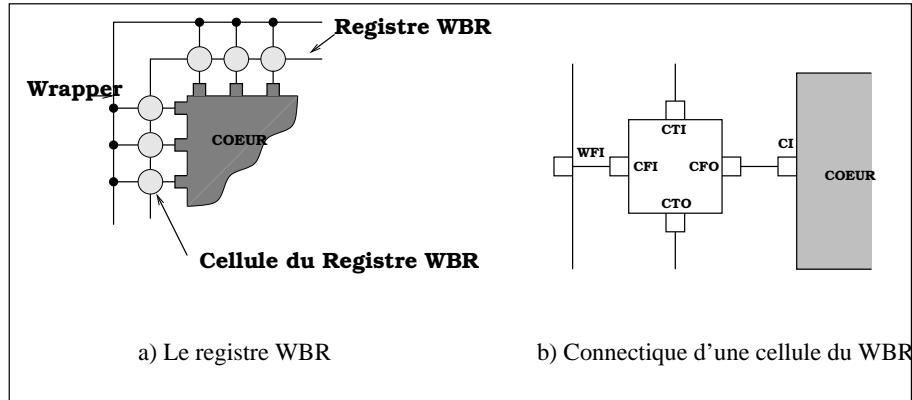 Registre WBR
Wrapper
COEUR
Cellule du Registre WBR
a) Le registre WBR
CTI
WFI
CFI
CFO
CI
COEUR
CTO
b) Connectique d'une cellule du WBR